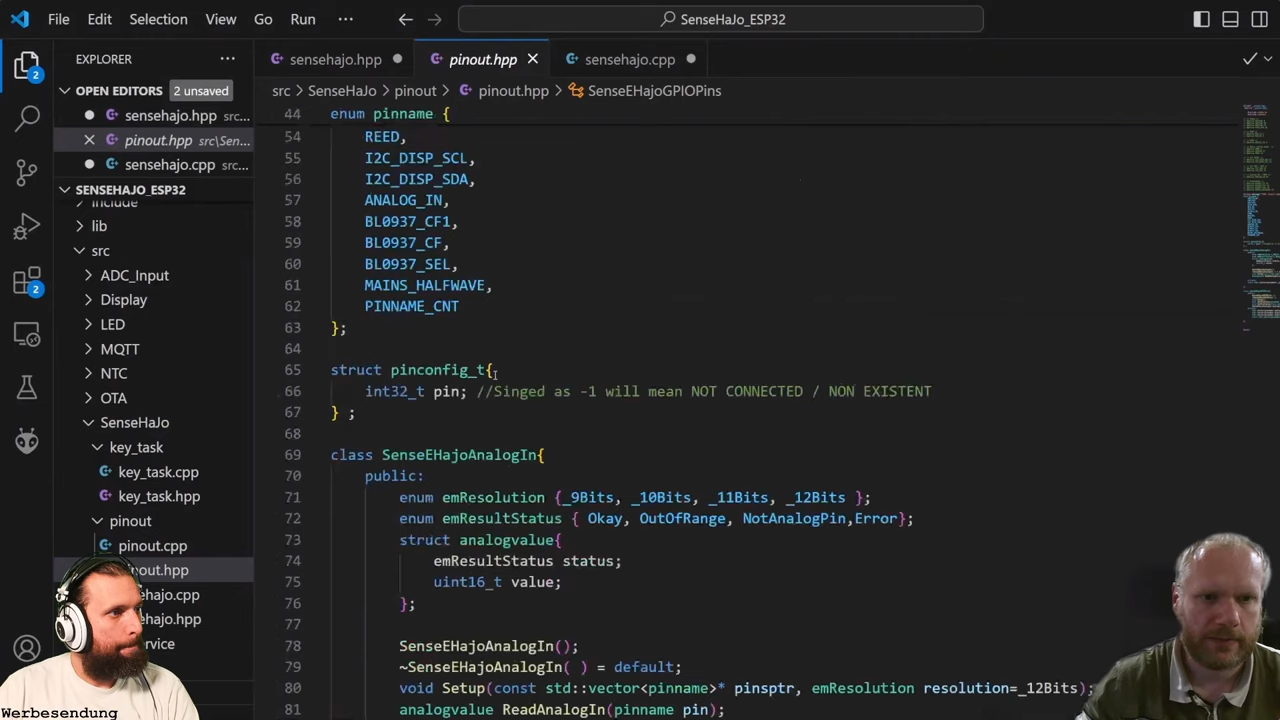 File Edit Selection View Go Run ··· SenseHaJo_ESP32
EXPLORER ···
OPEN EDITORS 2 unsaved
sensehajo.hpp src...
pinout.hpp src\Sen...
sensehajo.cpp src...
SENSEHAJO_ESP32
include
lib
src
ADC_Input
Display
LED
MQTT
NTC
OTA
SenseHaJo
key_task
key_task.cpp
key_task.hpp
pinout
pinout.cpp
out.hpp
hajo.cpp
hajo.hpp
ervice
2
2
sensehajo.hpp pinout.hpp sensehajo.cpp
src > SenseHaJo > pinout > pinout.hpp > SenseEHajoGPIOPins
44 enum pinname {
54 REED,
55 I2C_DISP_SCL,
56 I2C_DISP_SDA,
57 ANALOG_IN,
58 BL0937_CF1,
59 BL0937_CF,
60 BL0937_SEL,
61 MAINS_HALFWAVE,
62 PINNAME_CNT
63 };
64
65 struct pinconfig_t{
66 int32_t pin; //Singed as -1 will mean NOT CONNECTED / NON EXISTENT
67 } ;
68
69 class SenseEHajoAnalogIn{
70 public:
71 enum emResolution {_9Bits, _10Bits, _11Bits, _12Bits };
72 enum emResultStatus { Okay, OutOfRange, NotAnalogPin,Error};
73 struct analogvalue{
74 emResultStatus status;
75 uint16_t value;
76 };
77
78 SenseEHajoAnalogIn();
79 ~SenseEHajoAnalogIn( ) = default;
80 void Setup(const std::vector<pinname>* pinsptr, emResolution resolution=_12Bits);
81 analogvalue ReadAnalogIn(pinname pin);
Werbesendung